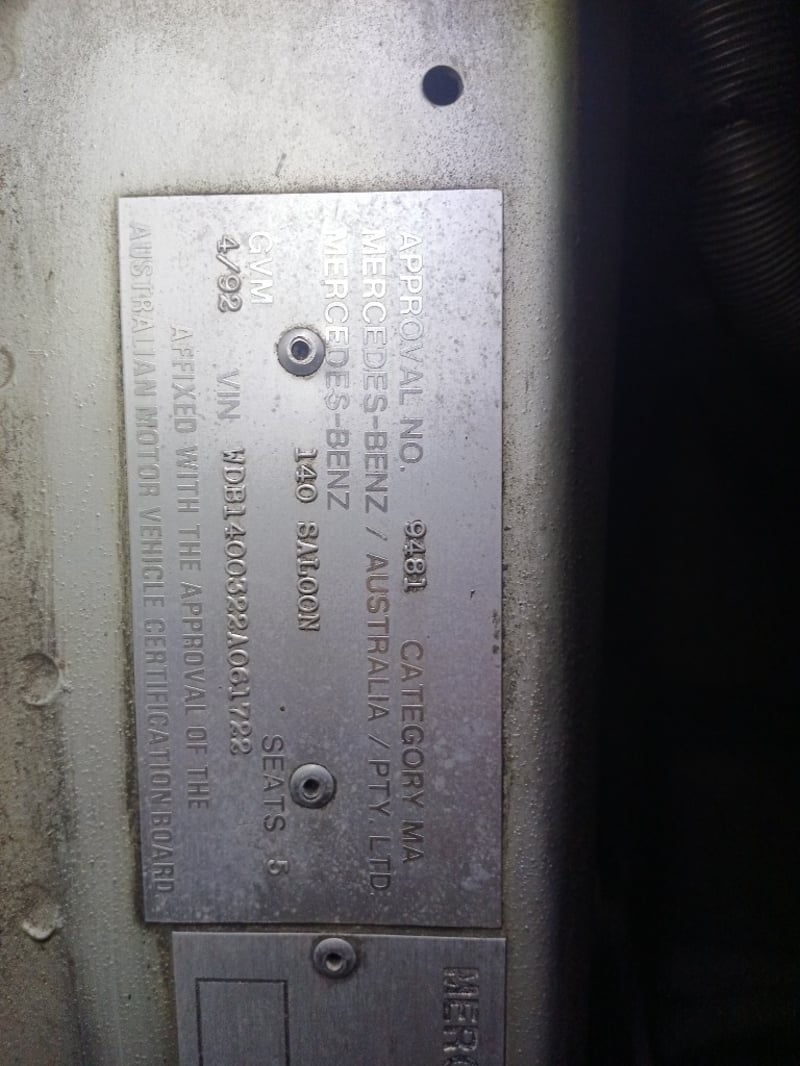 APPROVAL NO. 9481 CATEGORY MA
MERCEDES-BENZ / AUSTRALIA / PTY. LTD.
MERCEDES-BENZ
140 SALOON
GVM SEATS 5
4/92 VIN WDB1400322A061722
AFFIXED WITH THE APPROVAL OF THE
AUSTRALIAN MOTOR VEHICLE CERTIFICATION BOARD